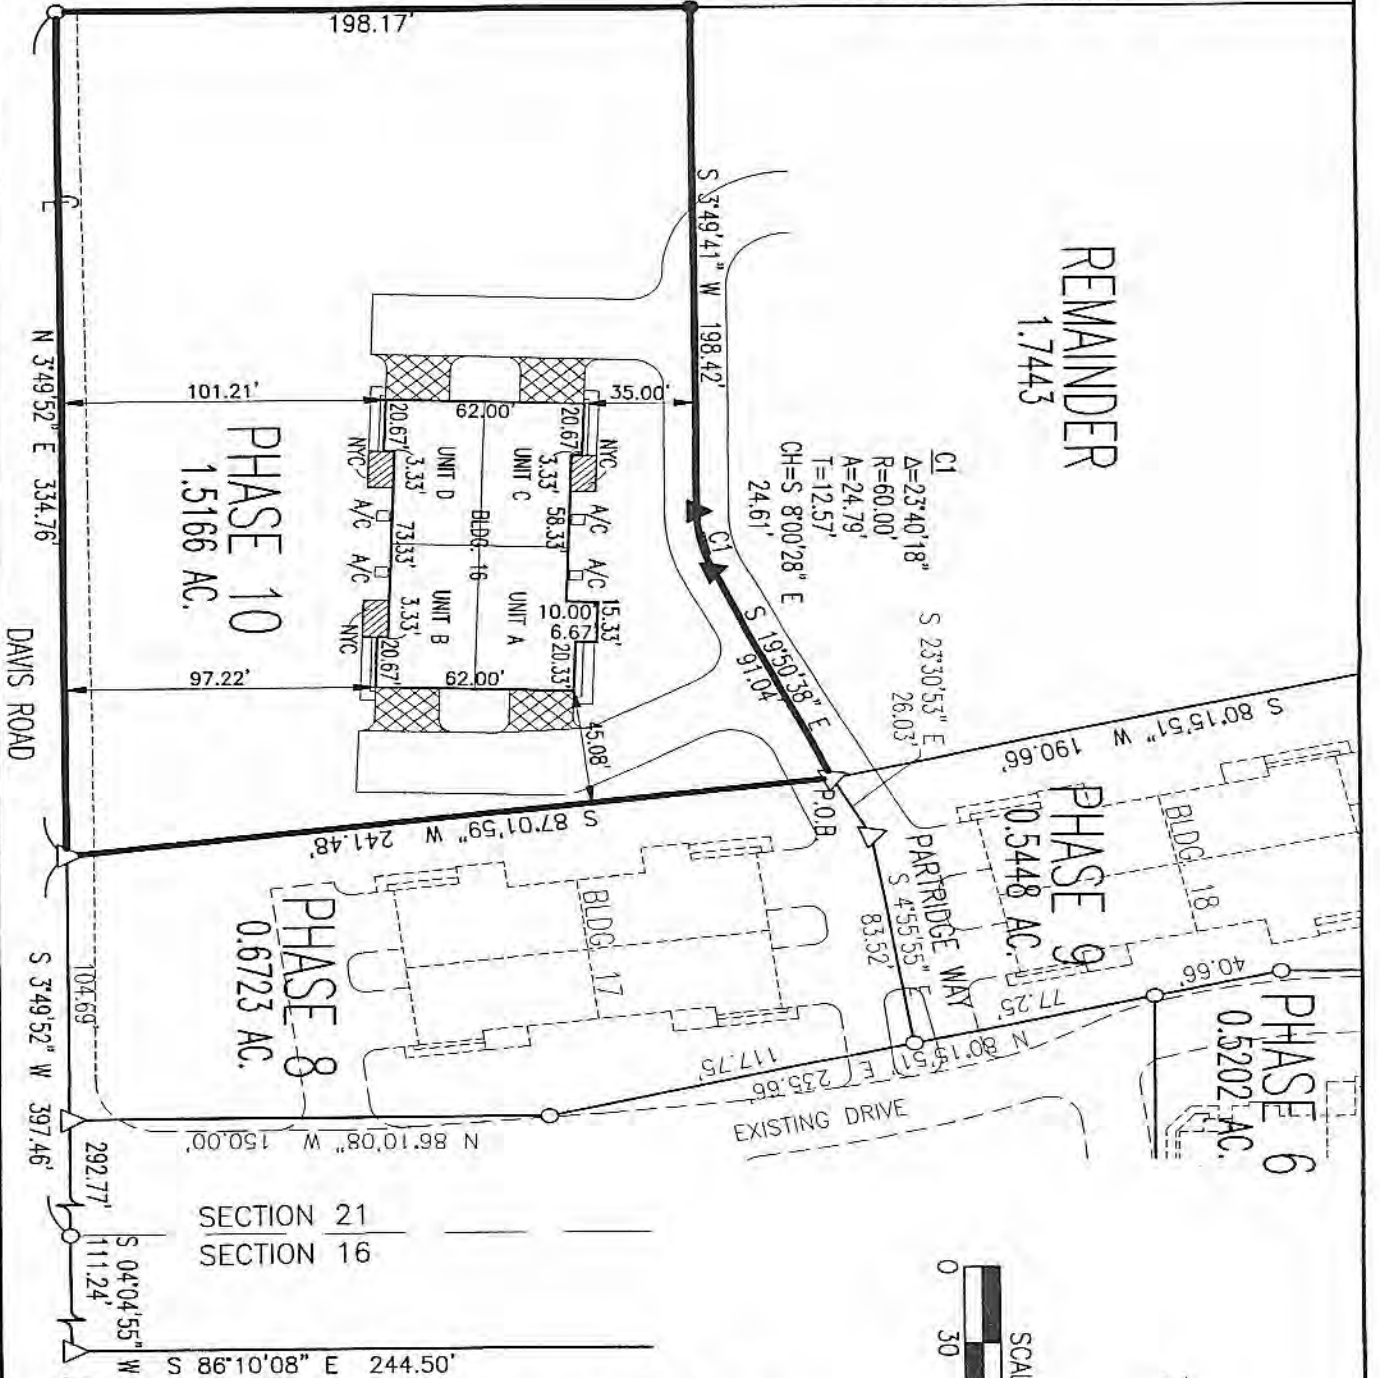 198.17'
REMAINDER
1.7443
S 3°49'41" W 198.42'
C1
Δ=23°40'18"
R=60.00'
A=24.79'
T=12.57'
CH=S 8°00'28" E
24.61'
C1
S 19°50'38" E
91.04'
S 23°30'53" E
26.03'
S 80°15'51" W 190.66'
P.O.B
PARTRIDGE WAY
S 4°55'55" E
83.52'
PHASE 9
0.5448 AC.
BLDG. 18
40.66'
77.25'
N 80°15'51" E 235.66'
117.75'
PHASE 6
0.5202 AC.
EXISTING DRIVE
N 3°49'52" E 334.76'
101.21'
35.00'
62.00'
20.67'
20.67'
NYC
NYC
3.33'
3.33'
UNIT D
UNIT C
A/C
A/C
58.33'
73.33'
BLDG. 16
A/C
A/C
UNIT B
UNIT A
3.33'
10.00'
6.67'
15.33'
NYC
20.67'
20.33'
62.00'
97.22'
45.08'
PHASE 10
1.5166 AC.
DAVIS ROAD
S 87°01'59" W 241.48'
PHASE 8
0.6723 AC.
BLDG. 17
104.69'
S 3°49'52" W 397.46'
N 86°10'08" W 150.00'
292.77'
SECTION 21
SECTION 16
S 04°04'55" W
111.24'
S 86°10'08" E 244.50'
0
30